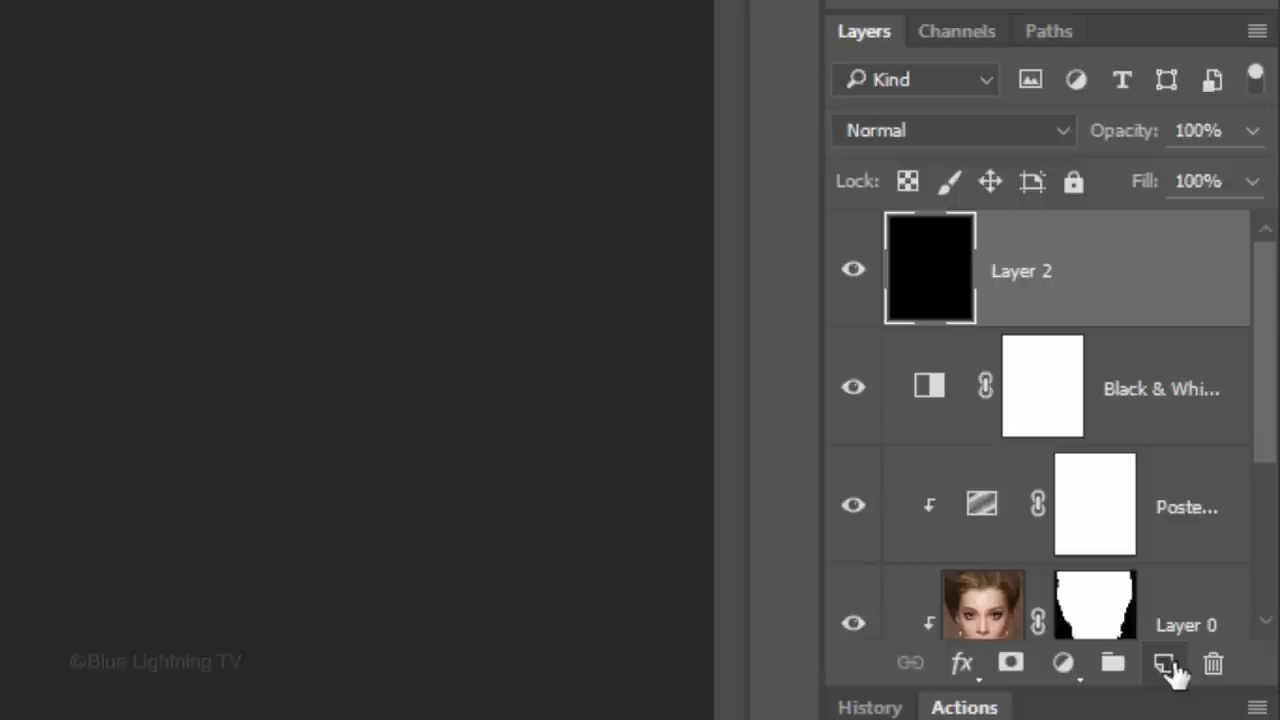 Layers Channels Paths
Kind T
Normal Opacity: 100%
Lock: Fill: 100%
Layer 2
Black & Whi...
Poste...
Layer 0
©Blue Lightning TV
fx
History Actions